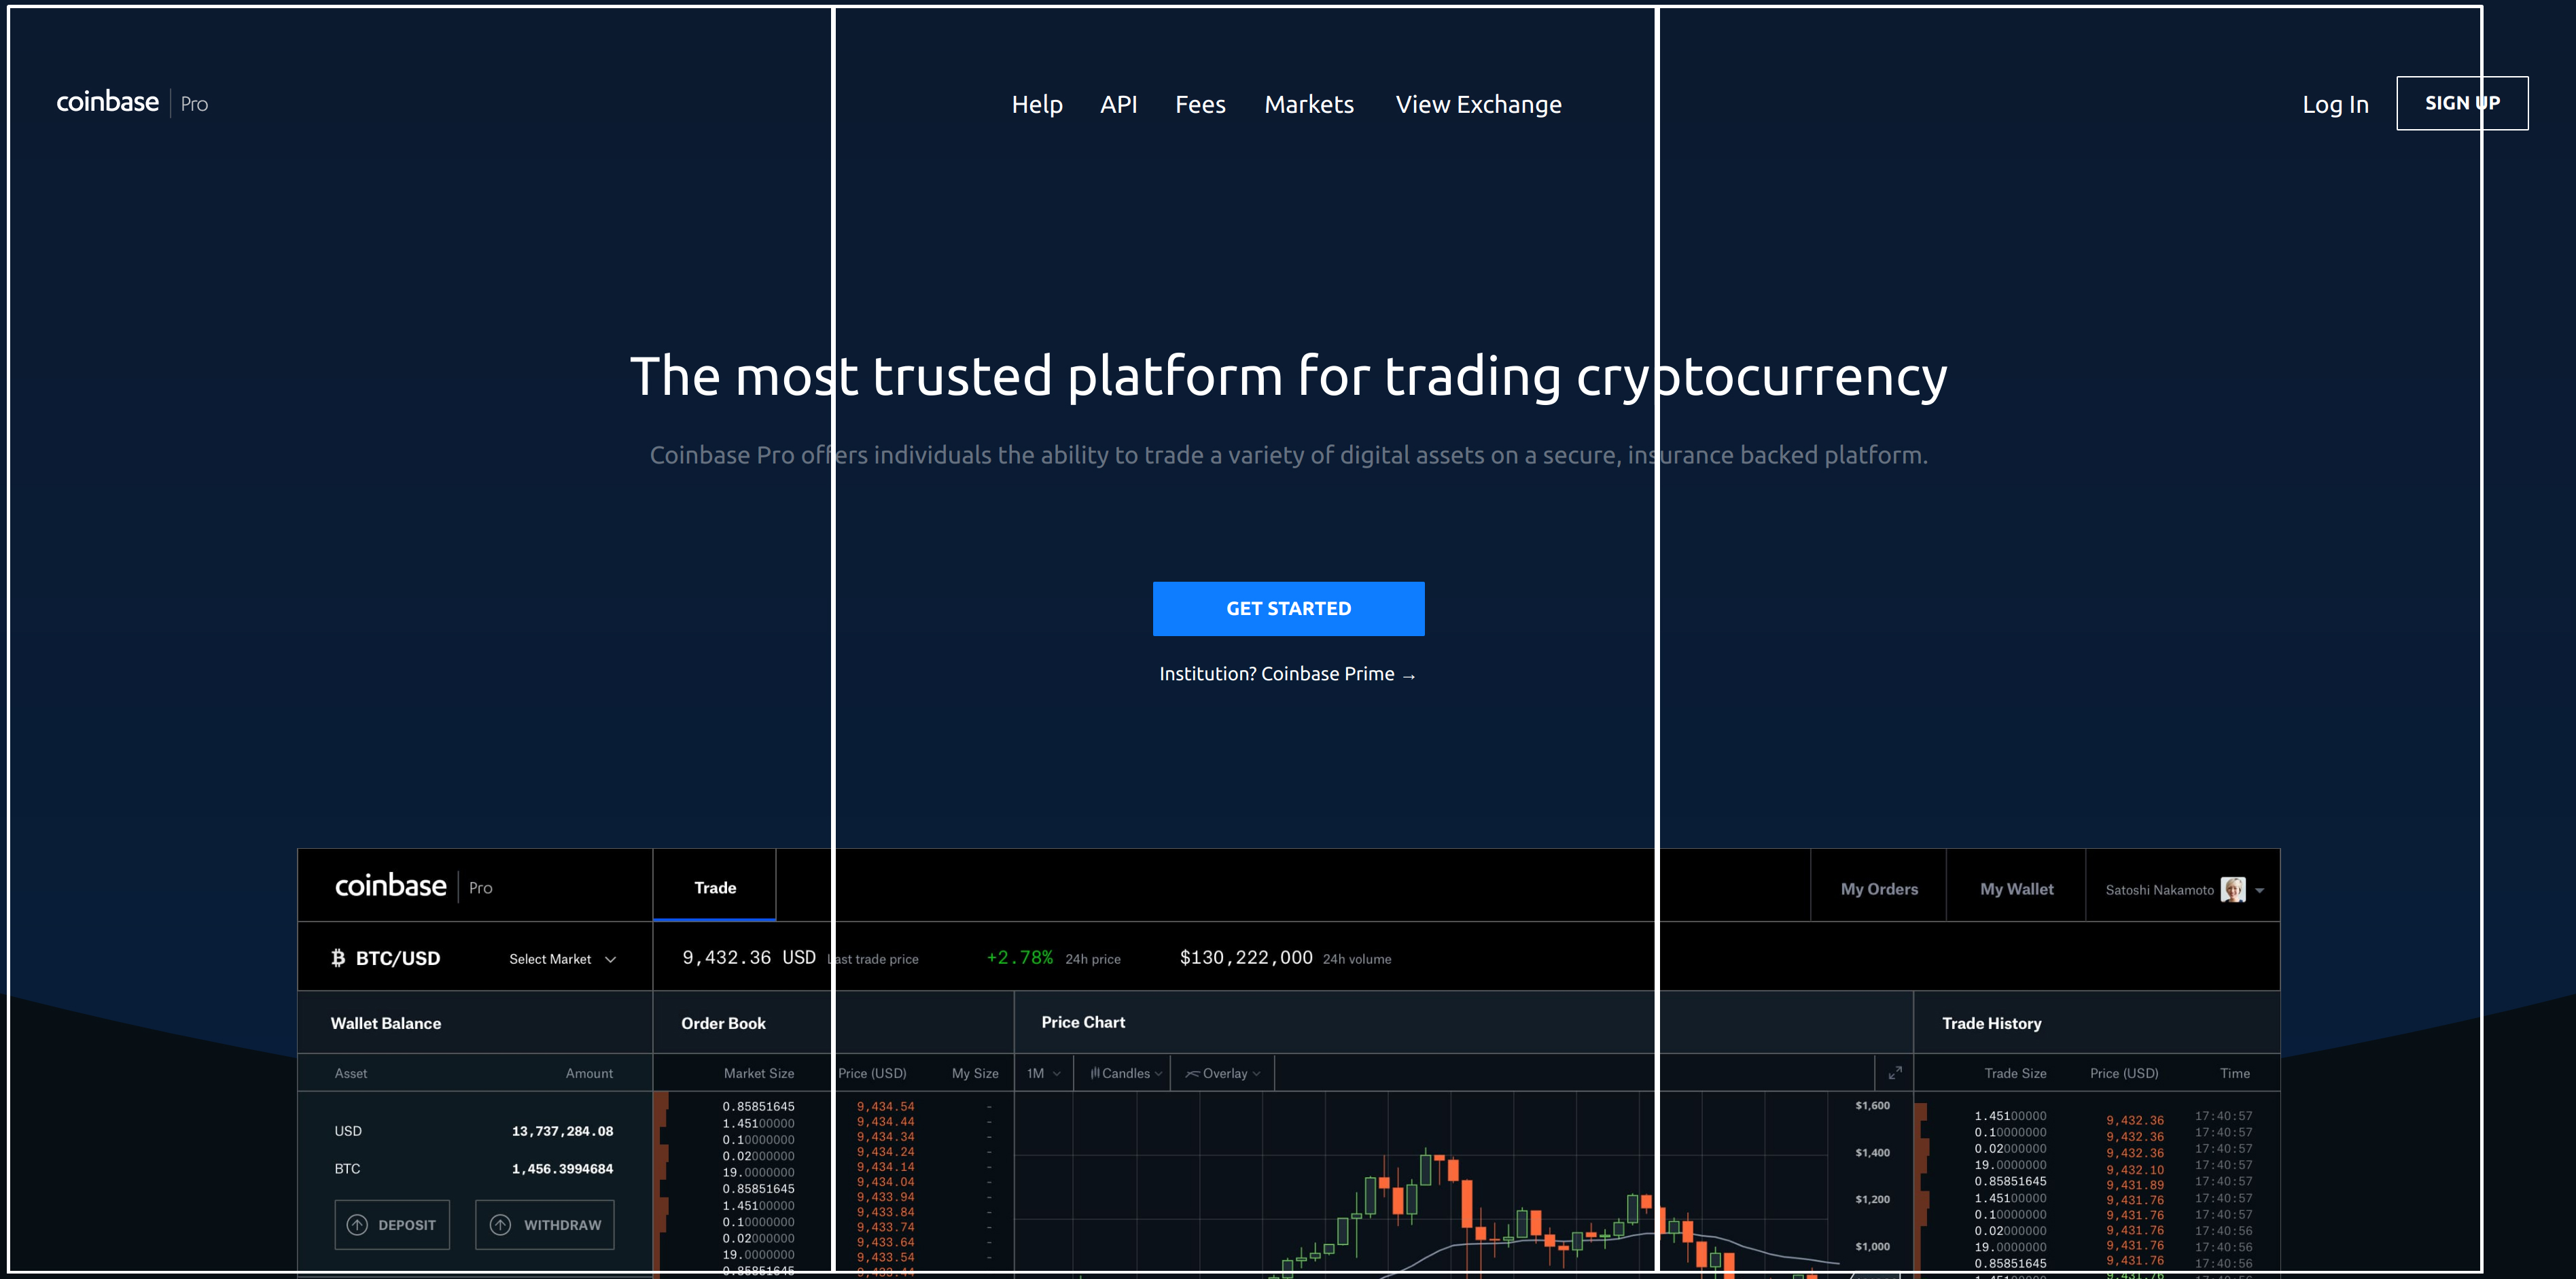 coinbase Pro
Help API Fees Markets View Exchange
Log In SIGN UP
The most trusted platform for trading cryptocurrency
Coinbase Pro offers individuals the ability to trade a variety of digital assets on a secure, insurance backed platform.
GET STARTED
Institution? Coinbase Prime →
coinbase Pro Trade My Orders My Wallet Satoshi Nakamoto
BTC/USD Select Market 9,432.36 USD Last trade price +2.78% 24h price $130,222,000 24h volume
Wallet Balance
Asset Amount
USD 13,737,284.08
BTC 1,456.3994684
DEPOSIT WITHDRAW
Order Book
Market Size Price (USD) My Size
0.85851645 9,434.54 -
1.45100000 9,434.44 -
0.10000000 9,434.34 -
0.02000000 9,434.24 -
19.0000000 9,434.14 -
0.85851645 9,434.04 -
1.45100000 9,433.94 -
0.10000000 9,433.84 -
0.02000000 9,433.74 -
19.0000000 9,433.64 -
0.85851645 9,433.54 -
9,433.44
Price Chart
1M Candles Overlay
$1,600
$1,400
$1,200
$1,000
Trade History
Trade Size Price (USD) Time
1.45100000 9,432.36 17:40:57
0.10000000 9,432.36 17:40:57
0.02000000 9,432.36 17:40:57
19.0000000 9,432.10 17:40:57
0.85851645 9,431.89 17:40:57
1.45100000 9,431.76 17:40:57
0.10000000 9,431.76 17:40:57
0.02000000 9,431.76 17:40:56
19.0000000 9,431.76 17:40:56
0.85851645 9,431.76 17:40:56
1.45100000 9,431.76 17:40:56